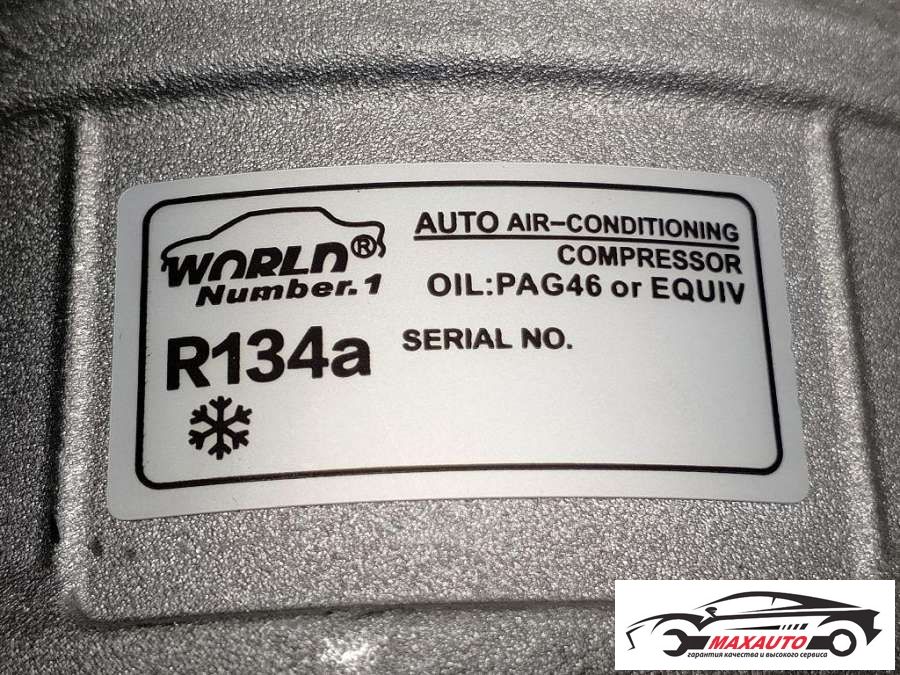 WORLD®
Number.1
AUTO AIR-CONDITIONING
COMPRESSOR
OIL:PAG46 or EQUIV
R134a
SERIAL NO.
MAXAUTO
гарантия качества и высокого сервиса